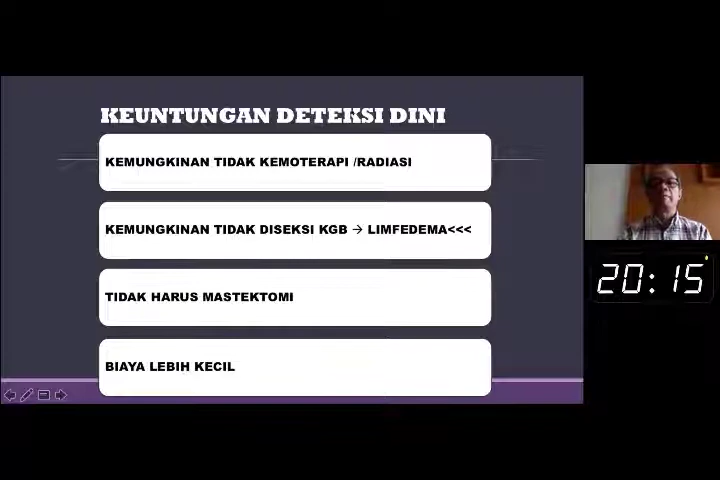 KEUNTUNGAN DETEKSI DINI
KEMUNGKINAN TIDAK KEMOTERAPI /RADIASI
KEMUNGKINAN TIDAK DISEKSI KGB → LIMFEDEMA<<<
TIDAK HARUS MASTEKTOMI
BIAYA LEBIH KECIL
20:15